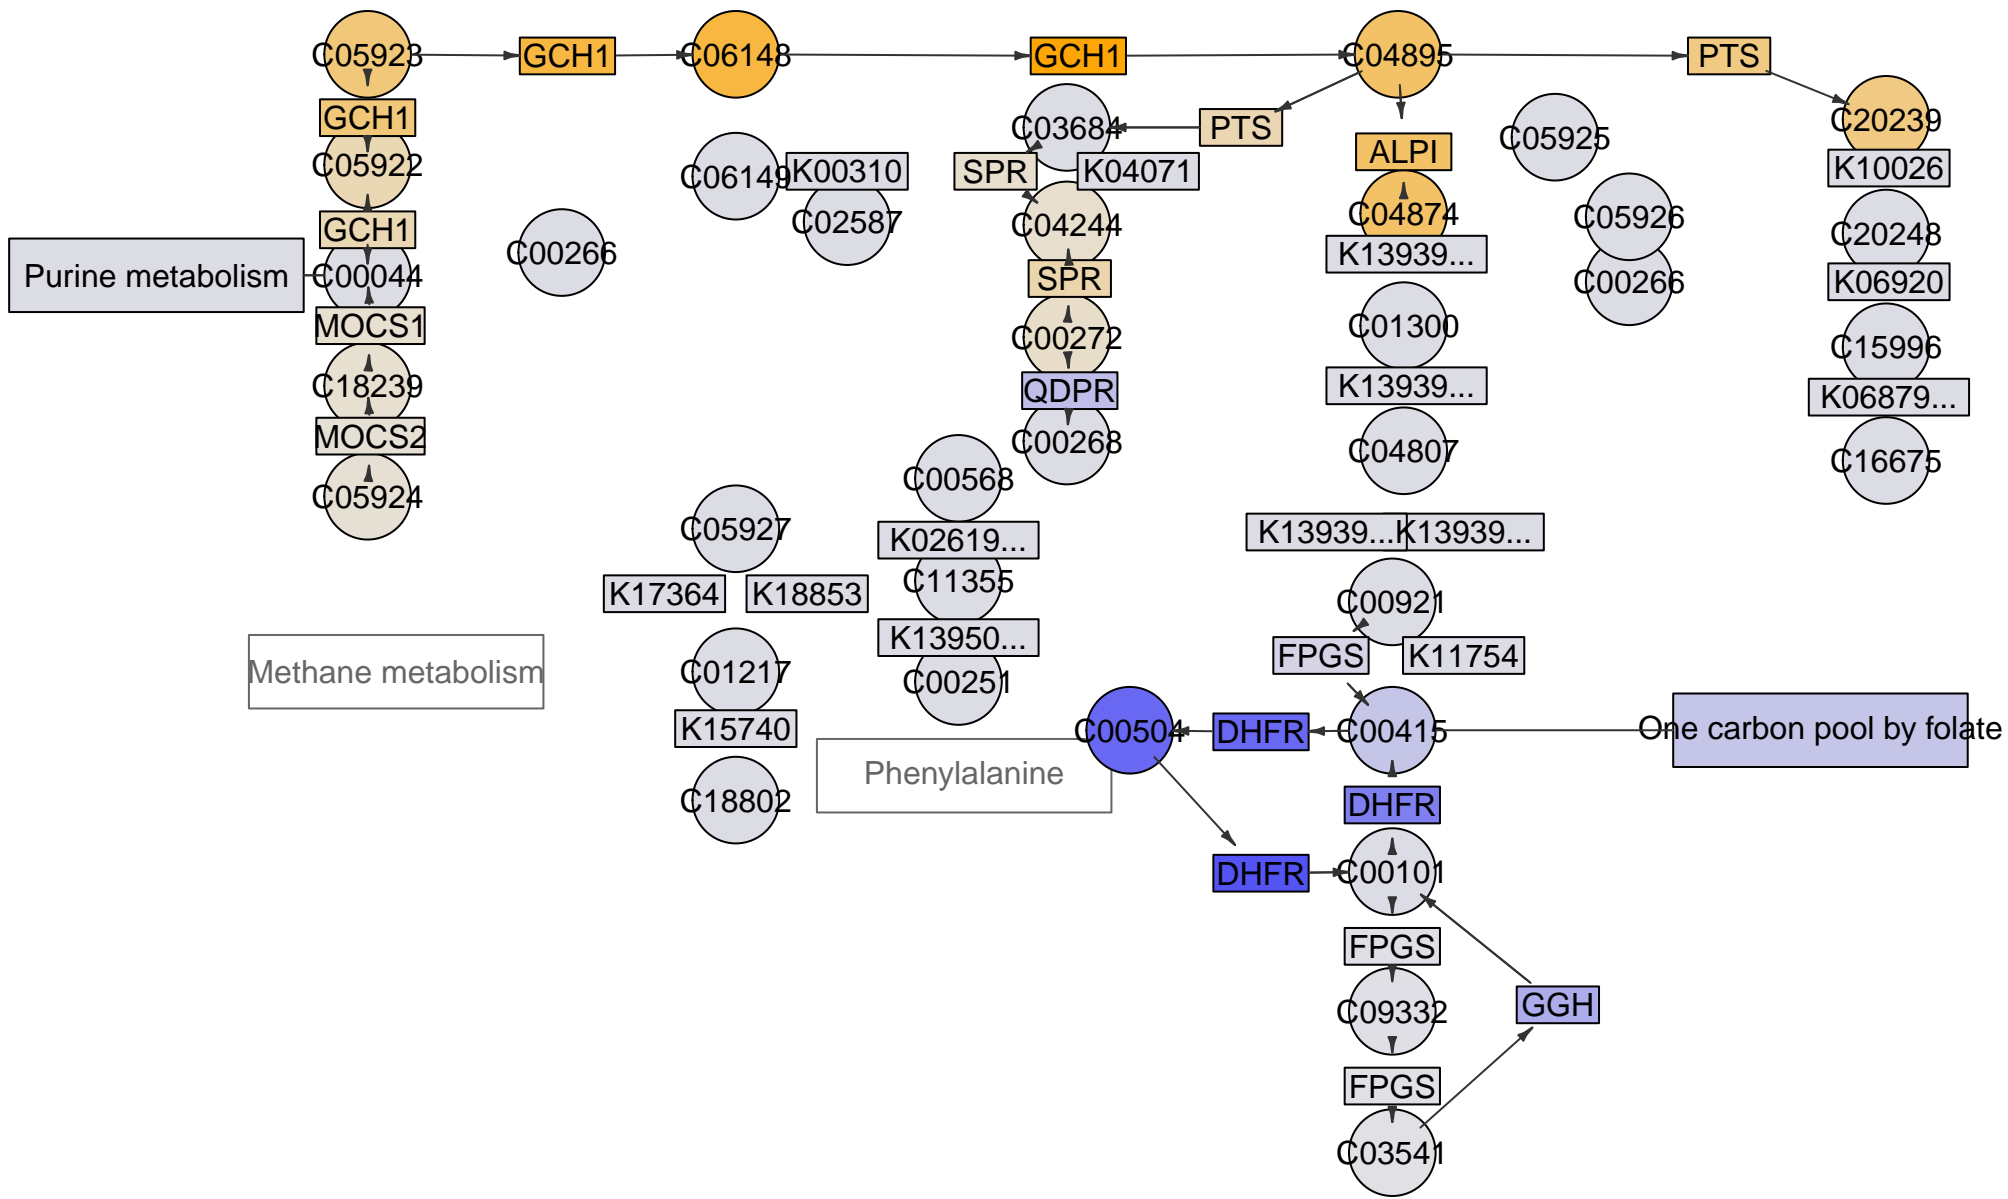 C05923
GCH1
C06148
GCH1
C04895
PTS
GCH1
C03684
PTS
C20239
C05922
C06149
K00310
SPR
K04071
ALPI
C05925
K10026
GCH1
C00266
C02587
C04244
C04874
C05926
C20248
Purine metabolism
C00044
SPR
K13939...
C00266
K06920
MOCS1
C00272
C01300
C15996
C18239
QDPR
K13939...
K06879...
MOCS2
C00268
C04807
C16675
C05924
C00568
C05927
K02619...
K13939...
K13939...
K17364
K18853
C11355
C00921
K13950...
FPGS
K11754
Methane metabolism
C01217
C00251
K15740
C00504
DHFR
C00415
One carbon pool by folate
Phenylalanine
C18802
DHFR
DHFR
C00101
FPGS
C09332
GGH
FPGS
C03541